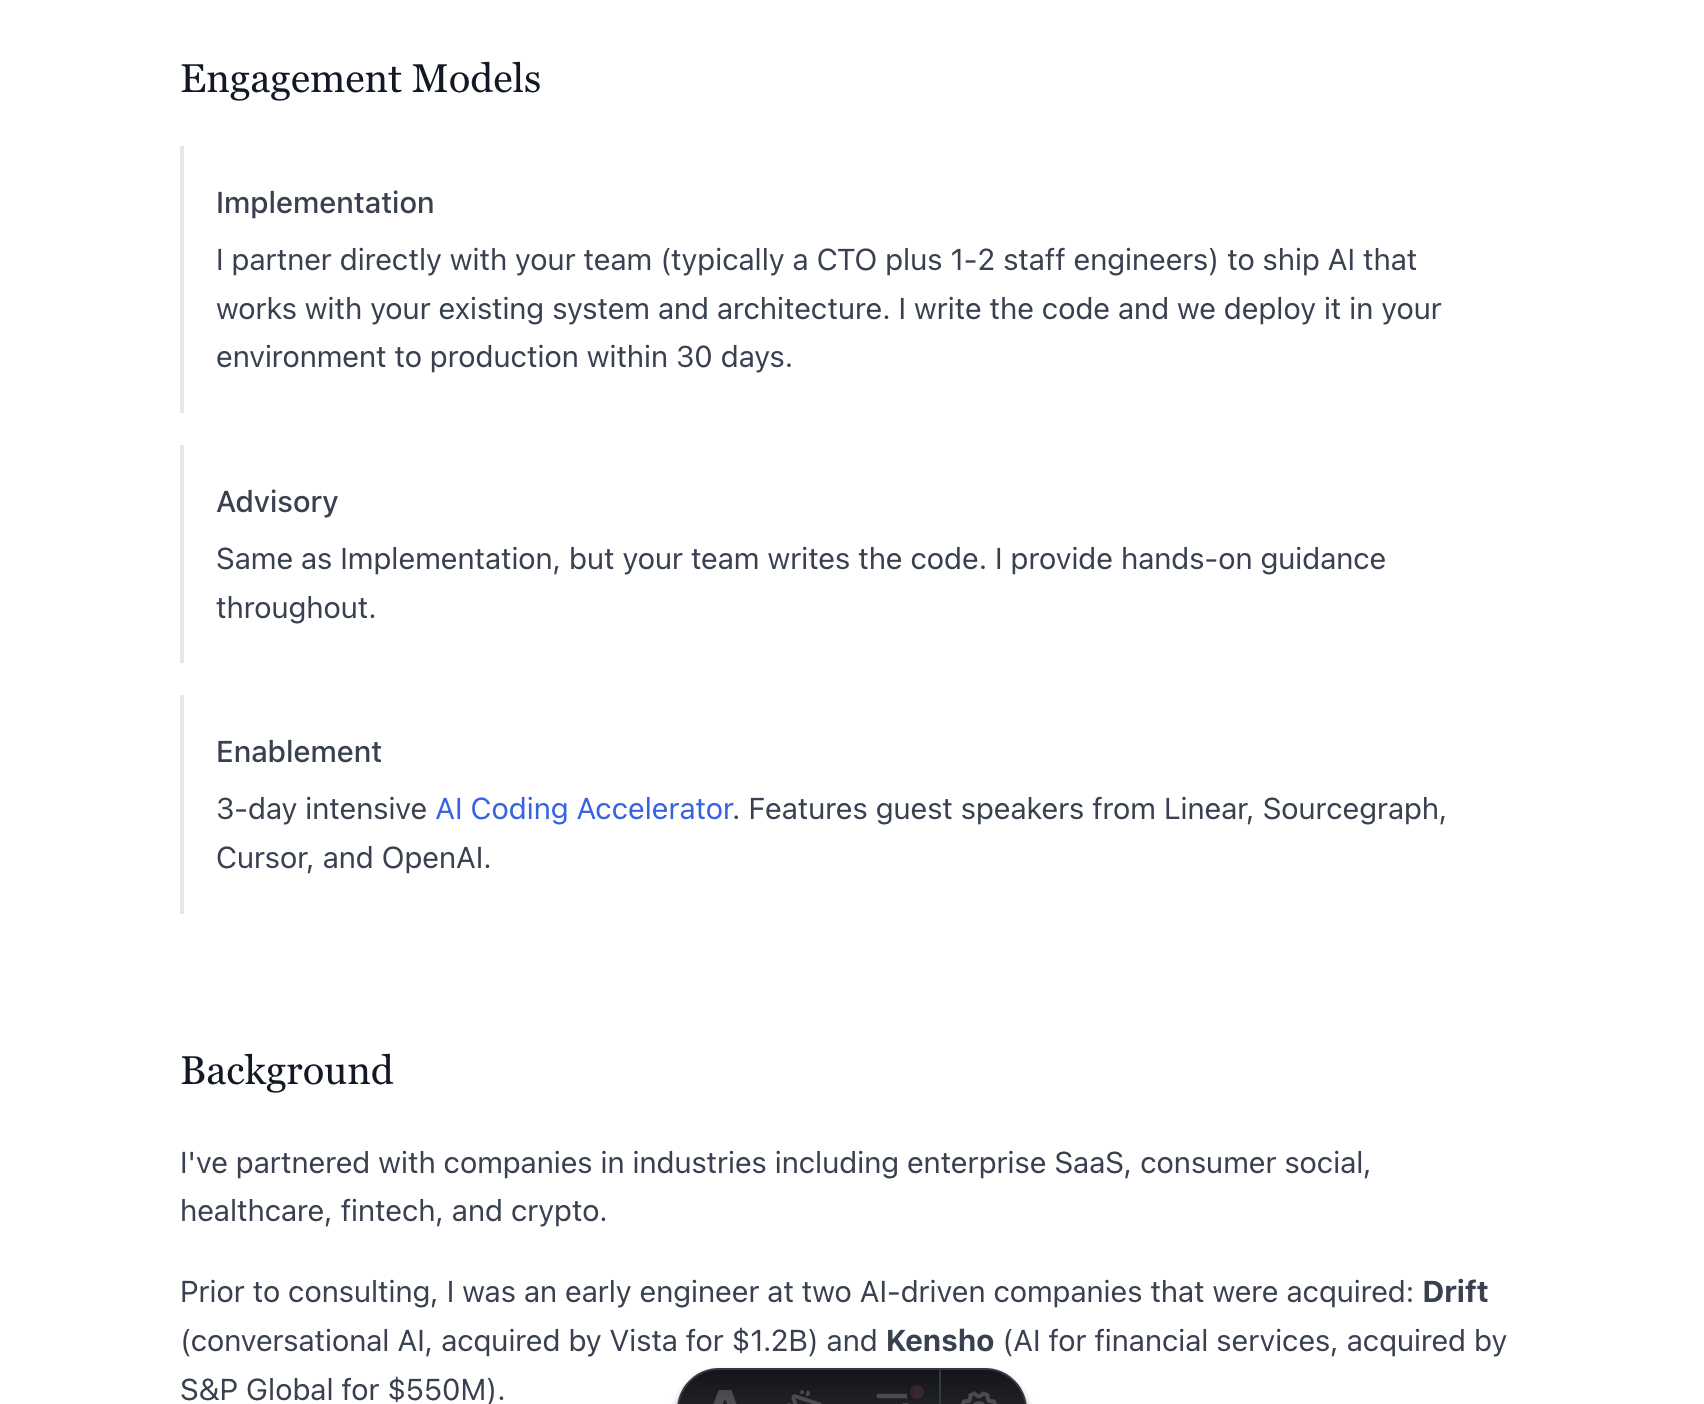 Engagement Models
Implementation
I partner directly with your team (typically a CTO plus 1-2 staff engineers) to ship AI that
works with your existing system and architecture. I write the code and we deploy it in your
environment to production within 30 days.
Advisory
Same as Implementation, but your team writes the code. I provide hands-on guidance
throughout.
Enablement
3-day intensive AI Coding Accelerator. Features guest speakers from Linear, Sourcegraph,
Cursor, and OpenAI.
Background
I've partnered with companies in industries including enterprise SaaS, consumer social,
healthcare, fintech, and crypto.
Prior to consulting, I was an early engineer at two AI-driven companies that were acquired: Drift
(conversational AI, acquired by Vista for $1.2B) and Kensho (AI for financial services, acquired by
S&P Global for $550M).